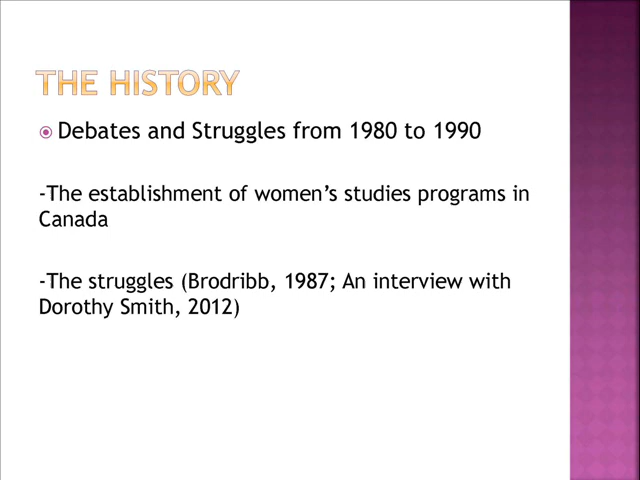 THE HISTORY
Debates and Struggles from 1980 to 1990
-The establishment of women's studies programs in
Canada
-The struggles (Brodribb, 1987; An interview with
Dorothy Smith, 2012)